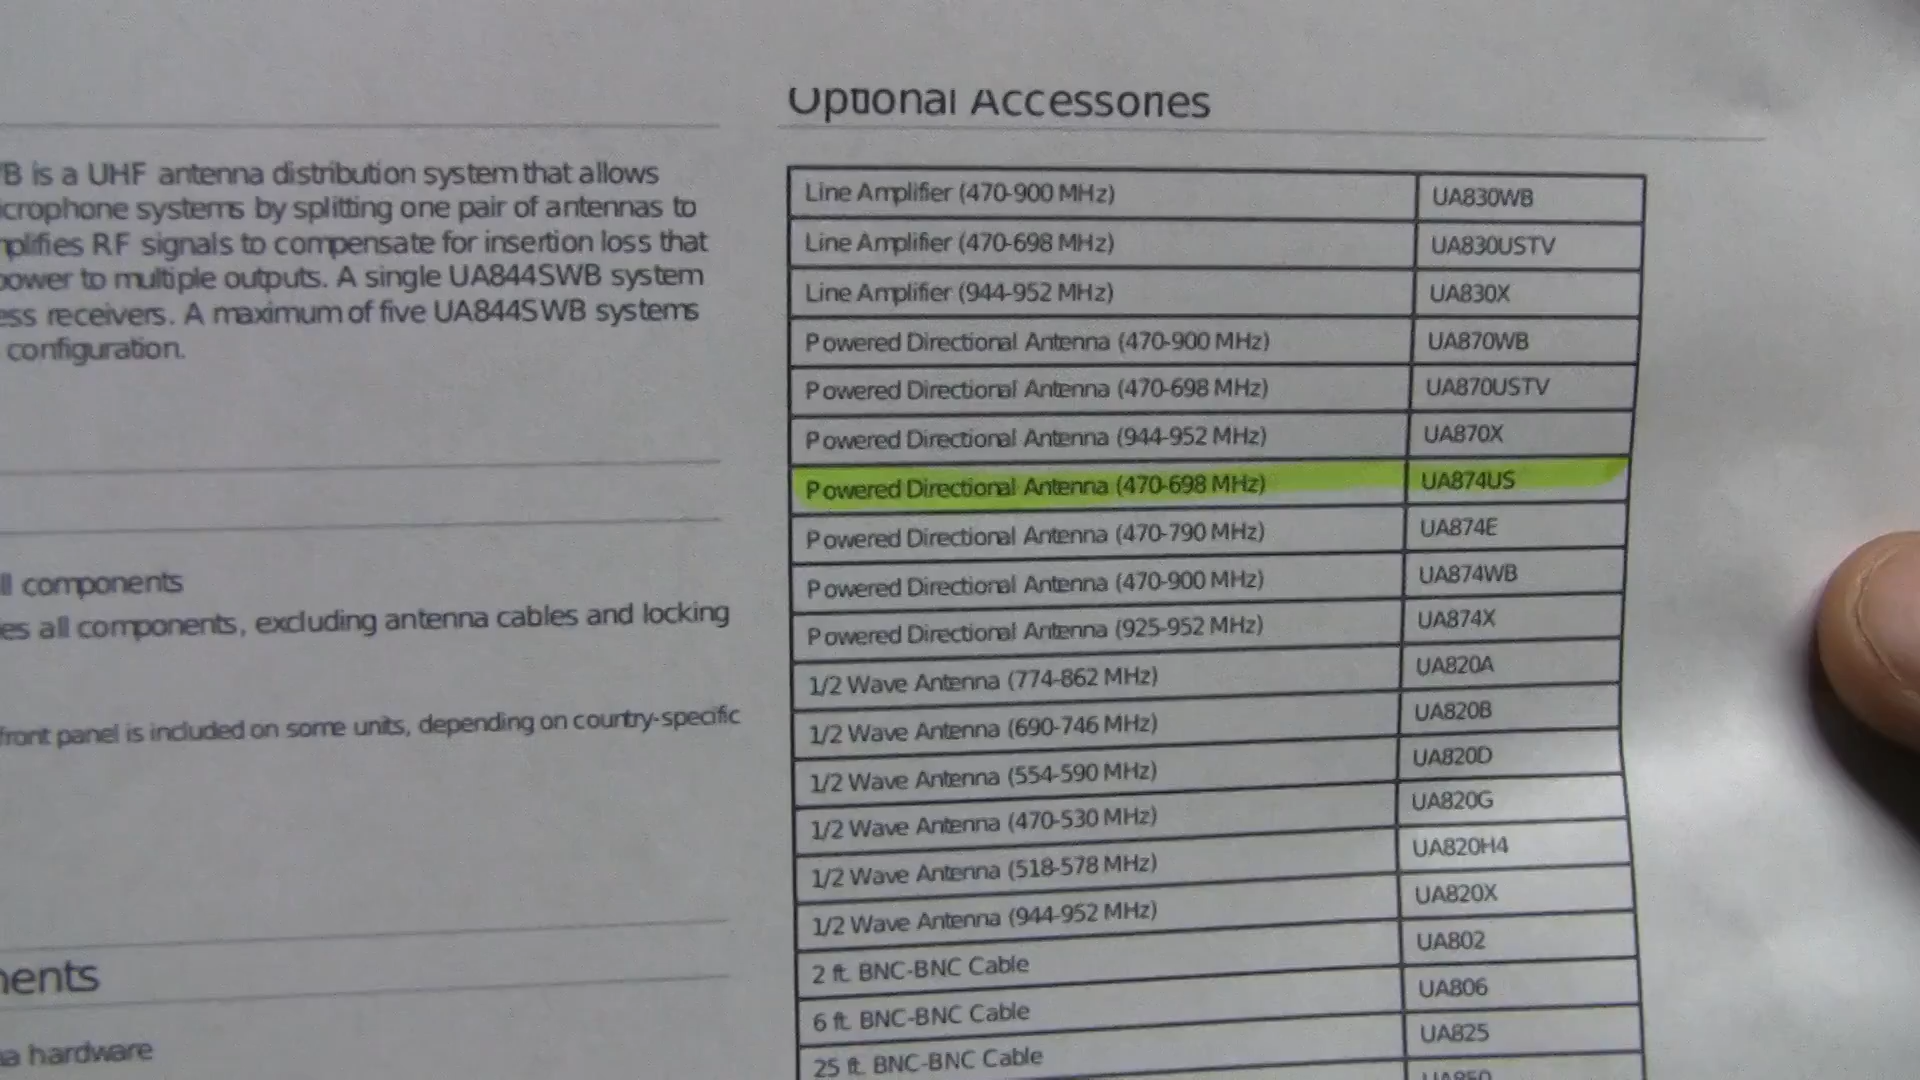 B is a UHF antenna distribution system that allows
crophone systems by splitting one pair of antennas to
plifies RF signals to compensate for insertion loss that
power to multiple outputs. A single UA844SWB system
ess receivers. A maximum of five UA844SWB systems
configuration.
ll components
es all components, excluding antenna cables and locking
front panel is included on some units, depending on country-specific
nents
na hardware
Optional Accessories
Line Amplifier (470-900 MHz) UA830WB
Line Amplifier (470-698 MHz) UA830USTV
Line Amplifier (944-952 MHz) UA830X
Powered Directional Antenna (470-900 MHz) UA870WB
Powered Directional Antenna (470-698 MHz) UA870USTV
Powered Directional Antenna (944-952 MHz) UA870X
Powered Directional Antenna (470-698 MHz) UA874US
Powered Directional Antenna (470-790 MHz) UA874E
Powered Directional Antenna (470-900 MHz) UA874WB
Powered Directional Antenna (925-952 MHz) UA874X
1/2 Wave Antenna (774-862 MHz) UA820A
1/2 Wave Antenna (690-746 MHz) UA820B
1/2 Wave Antenna (554-590 MHz) UA820D
1/2 Wave Antenna (470-530 MHz) UA820G
1/2 Wave Antenna (518-578 MHz) UA820H4
1/2 Wave Antenna (944-952 MHz) UA820X
2 ft. BNC-BNC Cable UA802
6 ft. BNC-BNC Cable UA806
25 ft. BNC-BNC Cable UA825